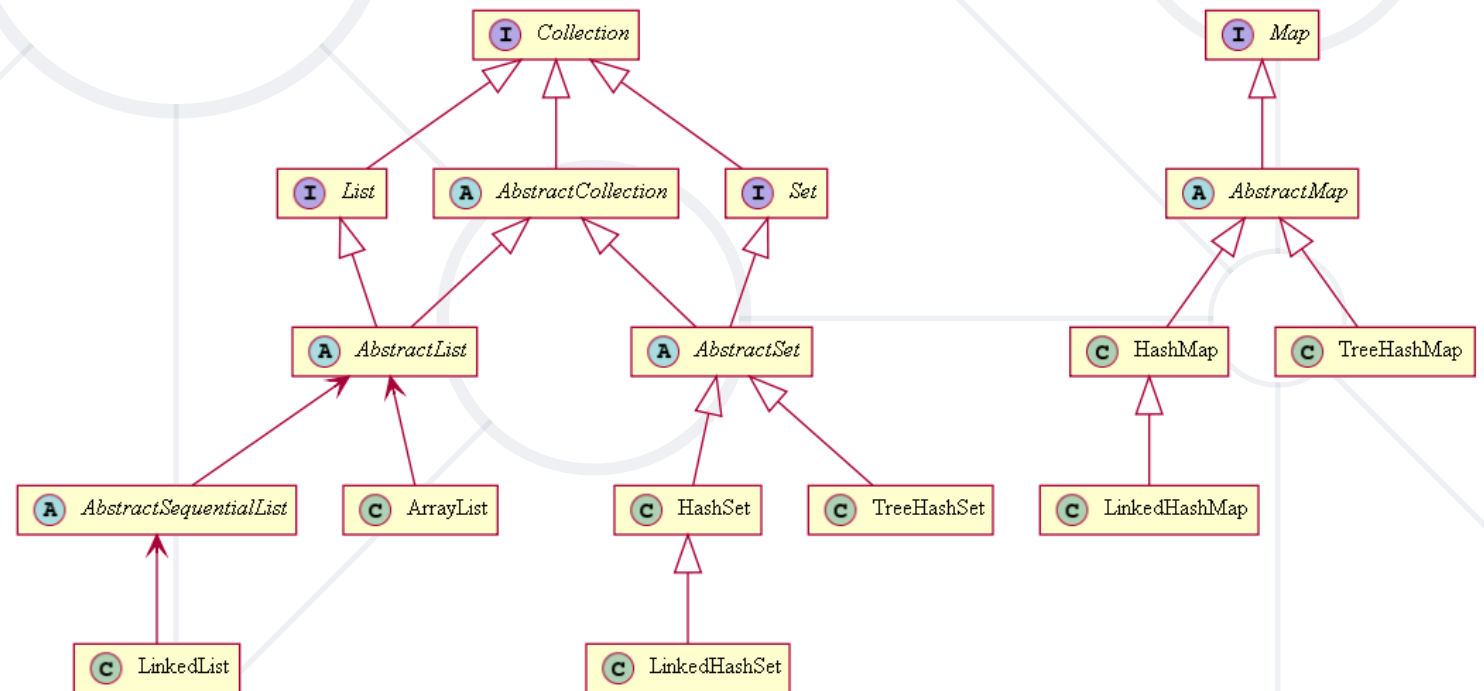 I Collection
I Map
I List
A AbstractCollection
I Set
A AbstractMap
A AbstractList
A AbstractSet
C HashMap
C TreeHashMap
A AbstractSequentialList
C ArrayList
C HashSet
C TreeHashSet
C LinkedHashMap
C LinkedList
C LinkedHashSet